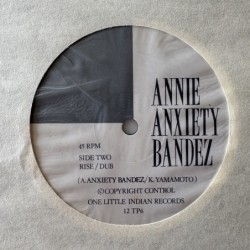 ANNIE
ANXIETY
BANDEZ
45 RPM
SIDE TWO
RISE / DUB
(A.ANXIETY BANDEZ/K.YAMAMOTO)
© COPYRIGHT CONTROL
ONE LITTLE INDIAN RECORDS
12 TP6